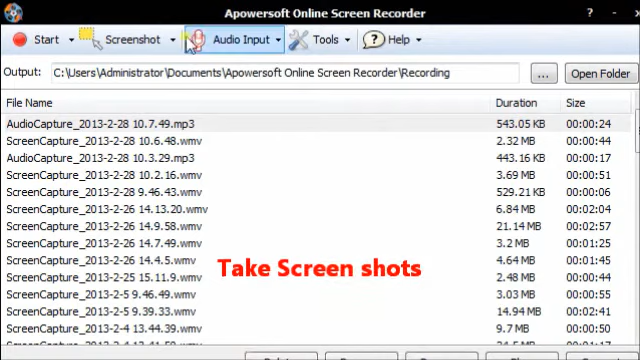 Apowersoft Online Screen Recorder
Start Screenshot Audio Input Tools Help
Output: C:\Users\Administrator\Documents\Apowersoft Online Screen Recorder\Recording ... Open Folder
File Name Duration Size
AudioCapture_2013-2-28 10.7.49.mp3 543.05 KB 00:00:24
ScreenCapture_2013-2-28 10.6.48.wmv 2.32 MB 00:00:44
AudioCapture_2013-2-28 10.3.29.mp3 443.16 KB 00:00:17
ScreenCapture_2013-2-28 10.2.16.wmv 3.69 MB 00:00:51
ScreenCapture_2013-2-28 9.46.43.wmv 529.21 KB 00:00:06
ScreenCapture_2013-2-26 14.13.20.wmv 6.84 MB 00:02:04
ScreenCapture_2013-2-26 14.9.58.wmv 21.14 MB 00:02:57
ScreenCapture_2013-2-26 14.7.49.wmv 3.2 MB 00:01:25
ScreenCapture_2013-2-26 14.4.5.wmv 4.64 MB 00:01:45
Take Screen shots
ScreenCapture_2013-2-25 15.11.9.wmv 2.48 MB 00:00:44
ScreenCapture_2013-2-5 9.46.49.wmv 3.03 MB 00:00:55
ScreenCapture_2013-2-5 9.39.33.wmv 14.94 MB 00:02:41
ScreenCapture_2013-2-4 13.44.39.wmv 9.7 MB 00:00:50